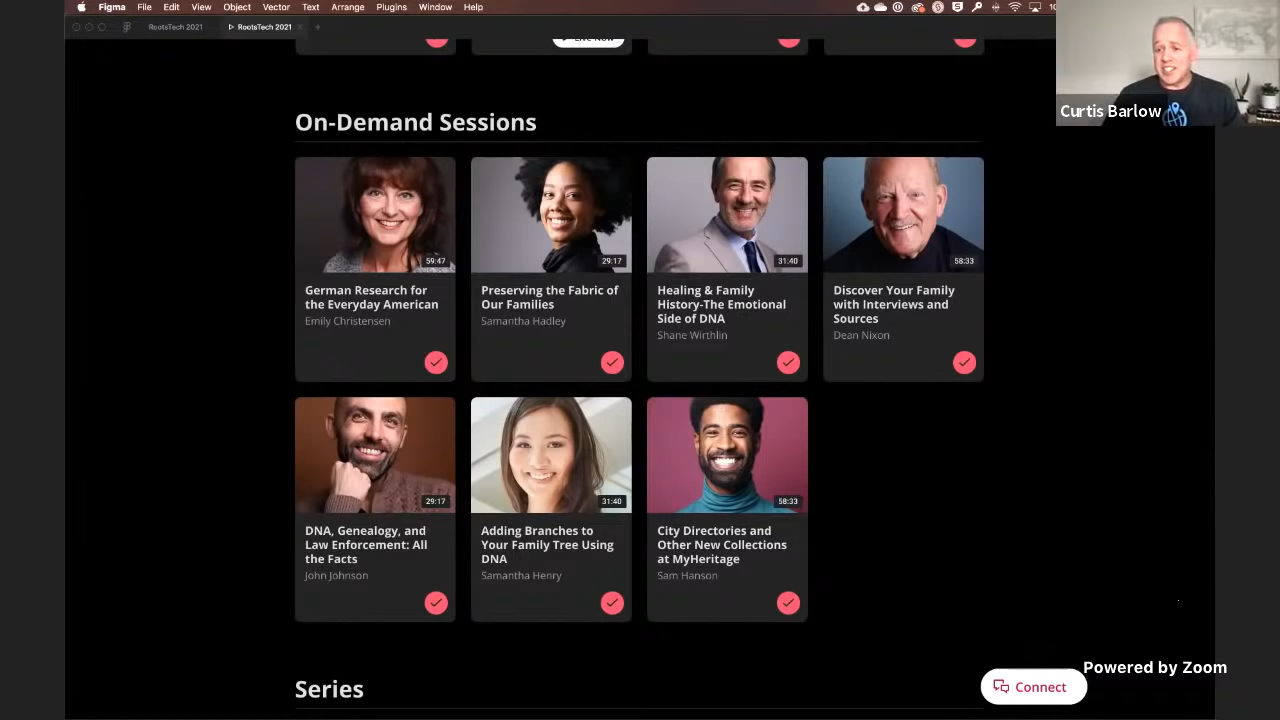 Figma File Edit View Object Vector Text Arrange Plugins Window Help
RootsTech 2021
RootsTech 2021
Live Now
Curtis Barlow
On-Demand Sessions
59:47
29:17
31:40
58:33
German Research for
the Everyday American
Emily Christensen
Preserving the Fabric of
Our Families
Samantha Hadley
Healing & Family
History-The Emotional
Side of DNA
Shane Wirthlin
Discover Your Family
with Interviews and
Sources
Dean Nixon
29:17
31:40
58:33
DNA, Genealogy, and
Law Enforcement: All
the Facts
John Johnson
Adding Branches to
Your Family Tree Using
DNA
Samantha Henry
City Directories and
Other New Collections
at MyHeritage
Sam Hanson
Series
Connect
Powered by Zoom